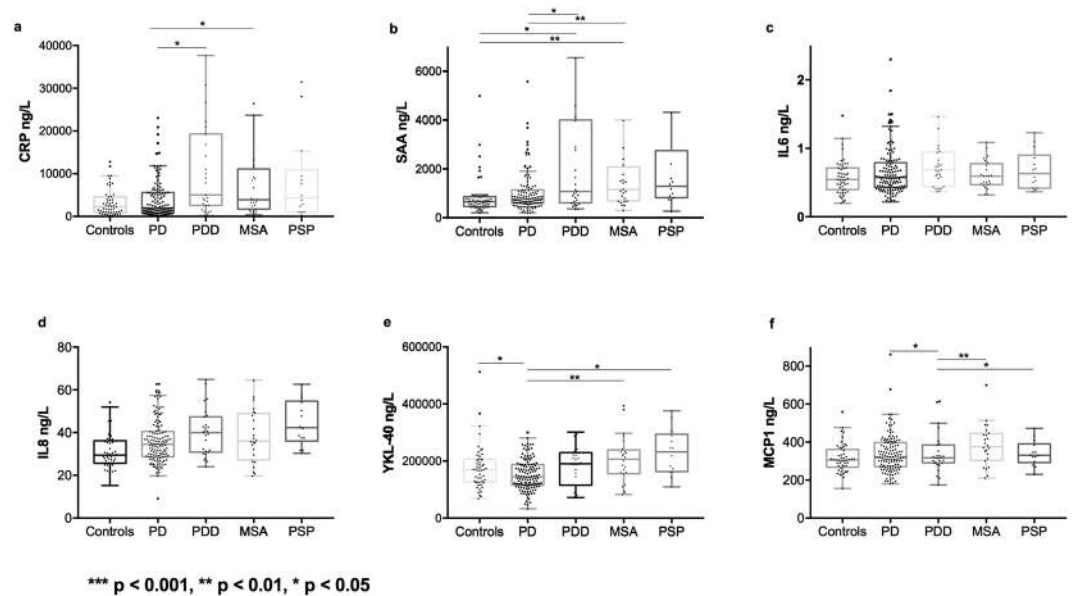 a
*
*
CRP ng/L
40000
30000
20000
10000
0
Controls PD PDD MSA PSP
b
*
**
*
**
SAA ng/L
6000
4000
2000
0
Controls PD PDD MSA PSP
c
IL6 ng/L
2
1
0
Controls PD PDD MSA PSP
d
IL8 ng/L
80
60
40
20
0
Controls PD PDD MSA PSP
e
*
*
**
YKL-40 ng/L
600000
400000
200000
0
Controls PD PDD MSA PSP
f
*
**
*
MCP1 ng/L
800
600
400
200
0
Controls PD PDD MSA PSP
*** p < 0.001, ** p < 0.01, * p < 0.05